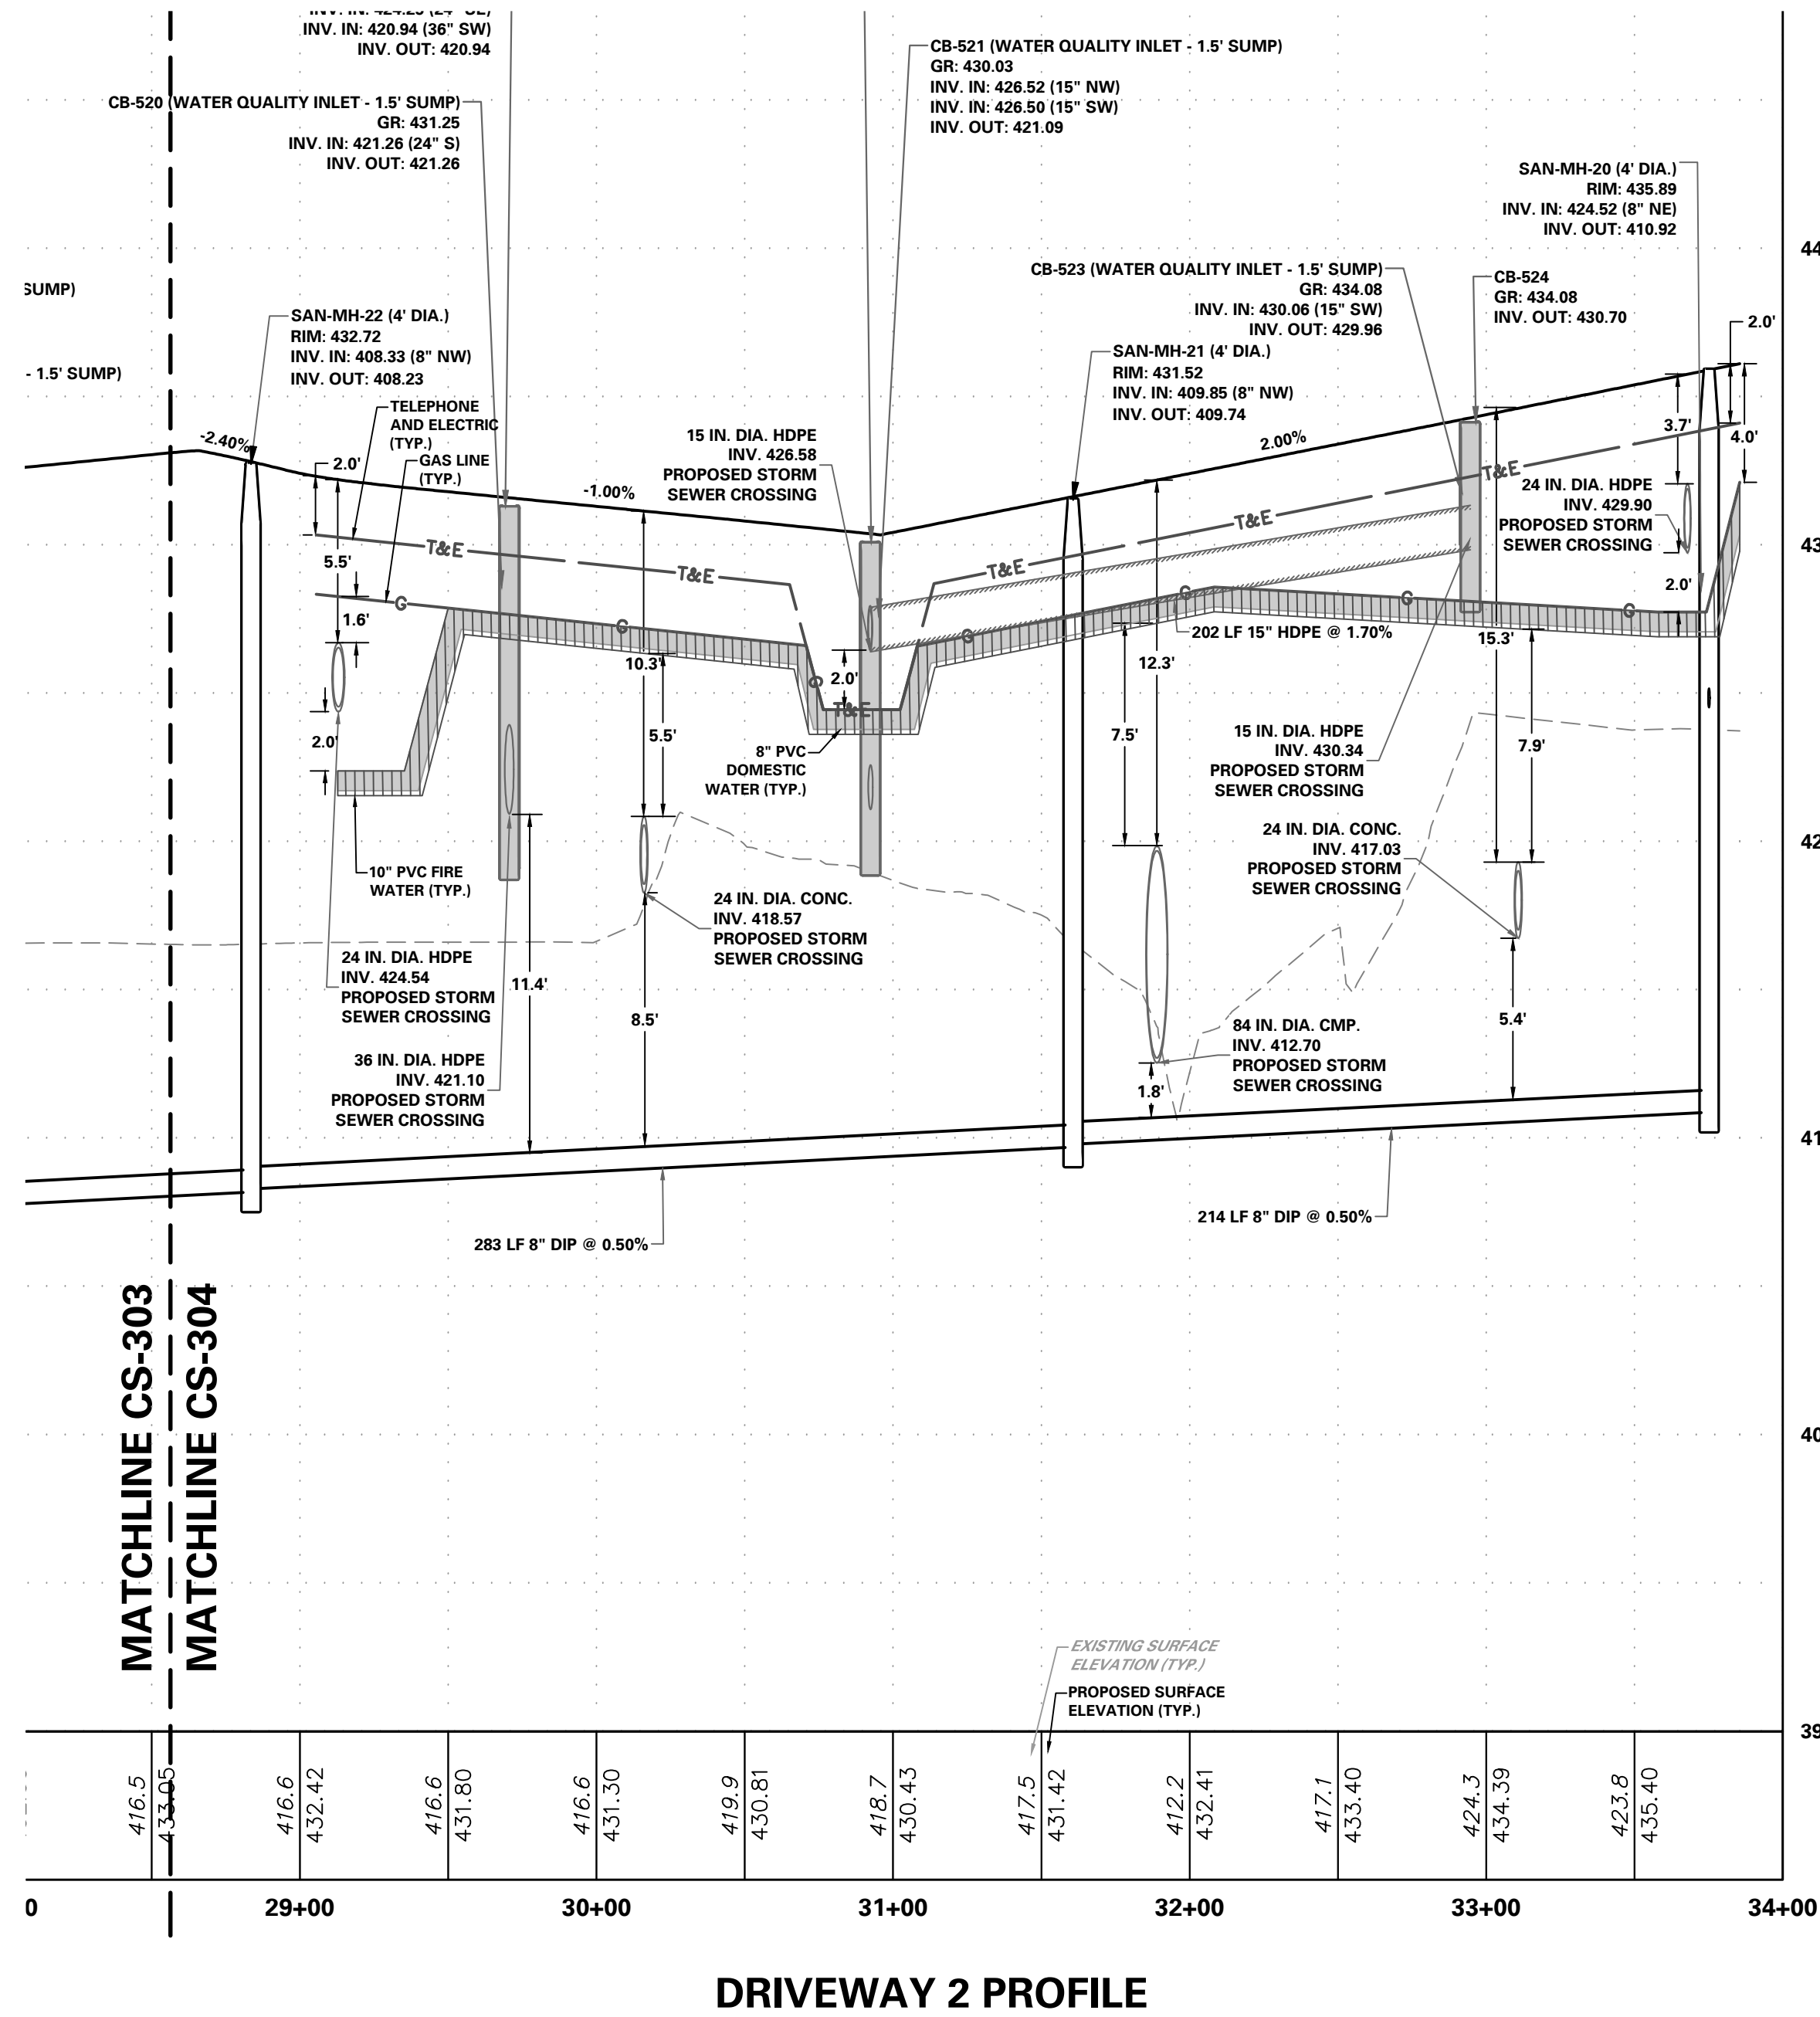 INV. IN: 420.94 (36" SW)
INV. OUT: 420.94
CB-520 (WATER QUALITY INLET - 1.5' SUMP)
GR: 431.25
INV. IN: 421.26 (24" S)
INV. OUT: 421.26
CB-521 (WATER QUALITY INLET - 1.5' SUMP)
GR: 430.03
INV. IN: 426.52 (15" NW)
INV. IN: 426.50 (15" SW)
INV. OUT: 421.09
SAN-MH-20 (4' DIA.)
RIM: 435.89
INV. IN: 424.52 (8" NE)
INV. OUT: 410.92
CB-523 (WATER QUALITY INLET - 1.5' SUMP)
GR: 434.08
INV. IN: 430.06 (15" SW)
INV. OUT: 429.96
CB-524
GR: 434.08
INV. OUT: 430.70
SUMP)
- 1.5' SUMP)
SAN-MH-22 (4' DIA.)
RIM: 432.72
INV. IN: 408.33 (8" NW)
INV. OUT: 408.23
SAN-MH-21 (4' DIA.)
RIM: 431.52
INV. IN: 409.85 (8" NW)
INV. OUT: 409.74
TELEPHONE
AND ELECTRIC
(TYP.)
GAS LINE
(TYP.)
-2.40%
2.0'
-1.00%
2.00%
15 IN. DIA. HDPE
INV. 426.58
PROPOSED STORM
SEWER CROSSING
2.0'
3.7'
4.0'
24 IN. DIA. HDPE
INV. 429.90
PROPOSED STORM
SEWER CROSSING
2.0'
T&E
T&E
T&E
T&E
T&E
T&E
T&E
G
G
G
G
G
G
G
5.5'
1.6'
2.0'
10.3'
5.5'
2.0'
12.3'
7.5'
15.3'
7.9'
202 LF 15" HDPE @ 1.70%
8" PVC
DOMESTIC
WATER (TYP.)
15 IN. DIA. HDPE
INV. 430.34
PROPOSED STORM
SEWER CROSSING
10" PVC FIRE
WATER (TYP.)
24 IN. DIA. CONC.
INV. 418.57
PROPOSED STORM
SEWER CROSSING
24 IN. DIA. CONC.
INV. 417.03
PROPOSED STORM
SEWER CROSSING
24 IN. DIA. HDPE
INV. 424.54
PROPOSED STORM
SEWER CROSSING
11.4'
8.5'
36 IN. DIA. HDPE
INV. 421.10
PROPOSED STORM
SEWER CROSSING
84 IN. DIA. CMP.
INV. 412.70
PROPOSED STORM
SEWER CROSSING
1.8'
5.4'
283 LF 8" DIP @ 0.50%
214 LF 8" DIP @ 0.50%
44
43
42
41
40
39
MATCHLINE CS-303
MATCHLINE CS-304
EXISTING SURFACE
ELEVATION (TYP.)
PROPOSED SURFACE
ELEVATION (TYP.)
416.5 433.05
416.6 432.42
416.6 431.80
416.6 431.30
419.9 430.81
418.7 430.43
417.5 431.42
412.2 432.41
417.1 433.40
424.3 434.39
423.8 435.40
0 29+00 30+00 31+00 32+00 33+00 34+00
DRIVEWAY 2 PROFILE